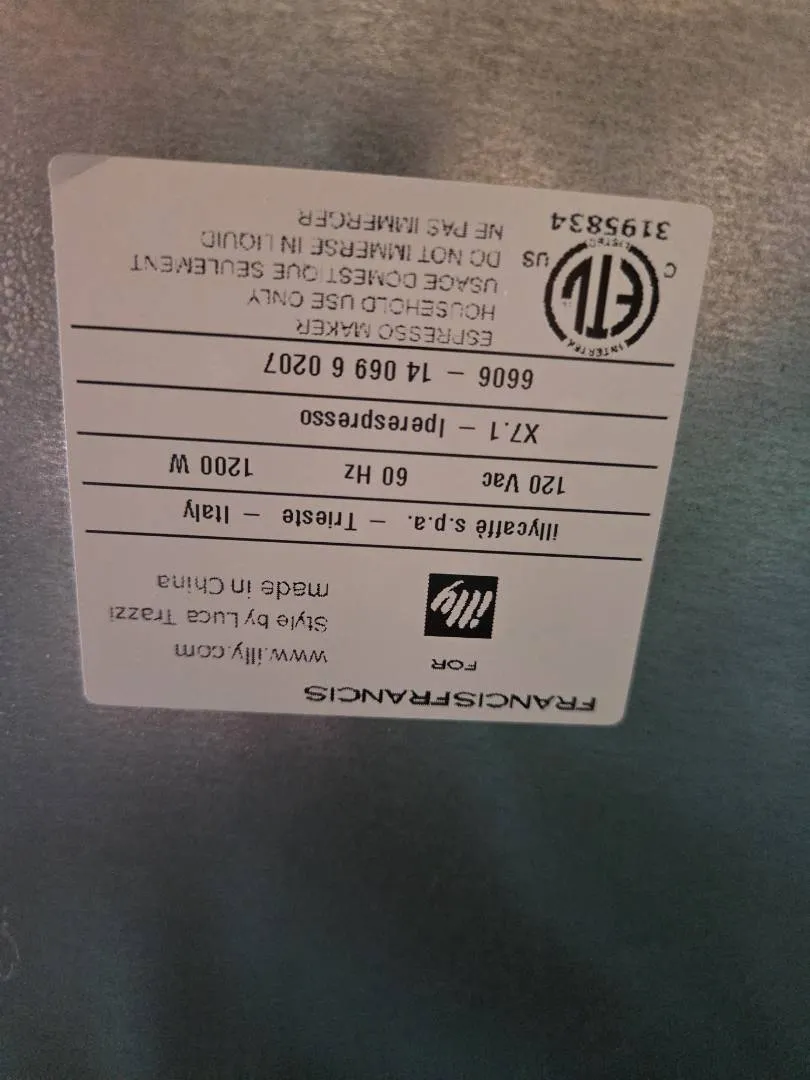 FRANCISFRANCIS
FOR
illy
www.illy.com
Style by Luca Trazzi
made in China
illycaffè s.p.a. – Trieste – Italy
120 Vac 60 Hz 1200 W
X7.1 – Iperespresso
6606 – 14 069 6 0207
ESPRESSO MAKER
HOUSEHOLD USE ONLY
USAGE DOMESTIQUE SEULEMENT
DO NOT IMMERSE IN LIQUID
NE PAS IMMERGER
INTERTEK
ETL
LISTED
C US
3195834